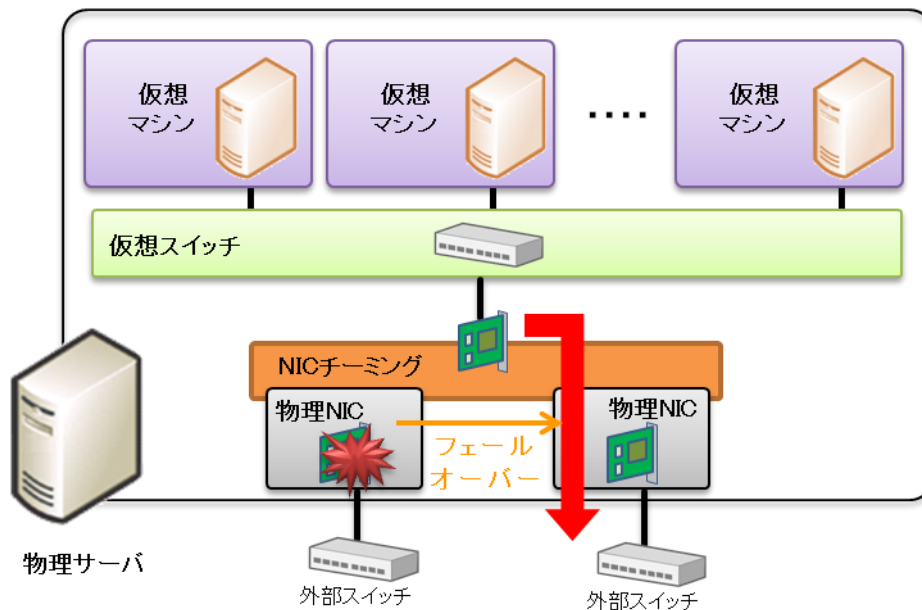 仮想
マシン
仮想
マシン
....
仮想
マシン
仮想スイッチ
NICチーミング
物理NIC
物理NIC
フェール
オーバー
物理サーバ
外部スイッチ
外部スイッチ